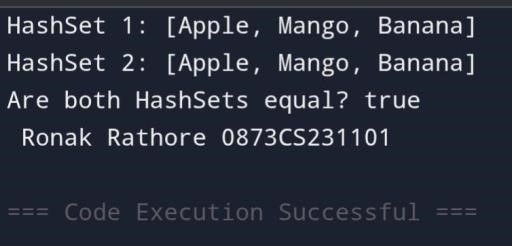 HashSet 1: [Apple, Mango, Banana]
HashSet 2: [Apple, Mango, Banana]
Are both HashSets equal? true
Ronak Rathore 0873CS231101
=== Code Execution Successful ===